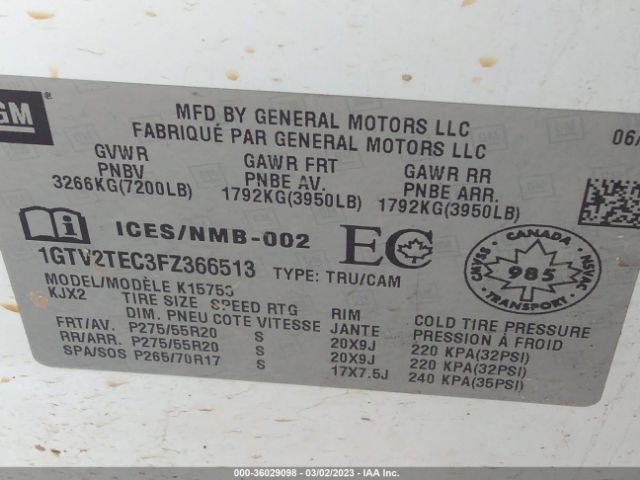 GM
MFD BY GENERAL MOTORS LLC
FABRIQUÉ PAR GENERAL MOTORS LLC
06/
GVWR GAWR FRT GAWR RR
PNBV PNBE AV. PNBE ARR.
3266KG(7200LB) 1792KG(3950LB) 1792KG(3950LB)
ICES/NMB-002 EC
CANADA
SVMAC NSVAC
985
TRANSPORT
1GTV2TEC3FZ366513 TYPE: TRU/CAM
MODEL/MODÈLE K15753
KJX2 TIRE SIZE SPEED RTG RIM COLD TIRE PRESSURE
DIM. PNEU COTE VITESSE JANTE PRESSION À FROID
FRT/AV. P275/55R20 S 20X9J 220 KPA(32PSI)
RR/ARR. P275/55R20 S 20X9J 220 KPA(32PSI)
SPA/SOS P265/70R17 S 17X7.5J 240 KPA(35PSI)
000-36029098 - 03/02/2023 - IAA Inc.